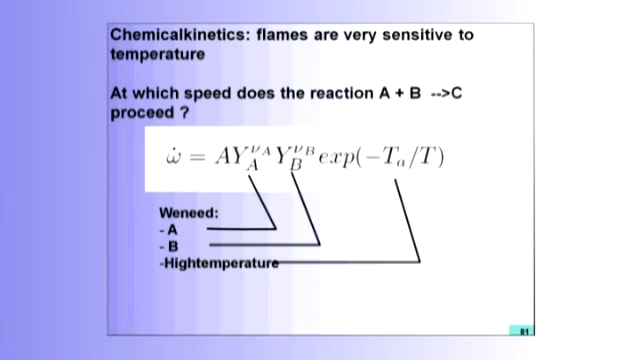 Chemicalkinetics: flames are very sensitive to
temperature
At which speed does the reaction A + B -->C
proceed ?
ω̇ = AY_A^{ν_A} Y_B^{ν_B} exp(−T_a/T)
Weneed:
- A
- B
-Hightemperature
81